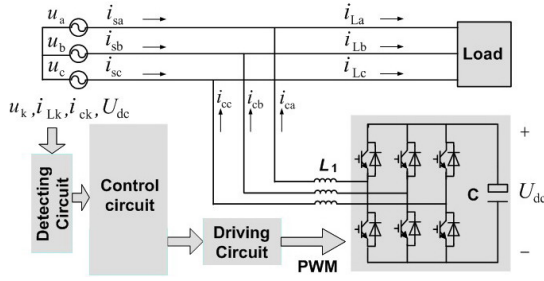 u_a i_sa i_La
u_b i_sb i_Lb
u_c i_sc i_Lc
Load
i_cc i_cb i_ca
u_k, i_Lk, i_ck, U_dc
Detecting
Circuit
Control
circuit
Driving
Circuit
PWM
L1
C
+
U_dc
−